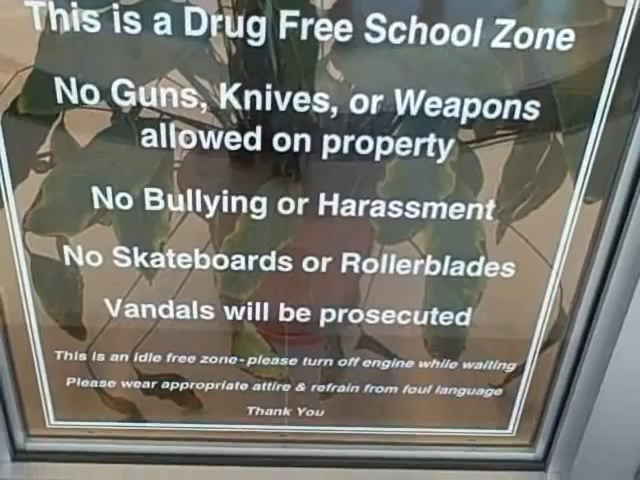 This is a Drug Free School Zone
No Guns, Knives, or Weapons
allowed on property
No Bullying or Harassment
No Skateboards or Rollerblades
Vandals will be prosecuted
This is an idle free zone-please turn off engine while waiting
Please wear appropriate attire & refrain from foul language
Thank You